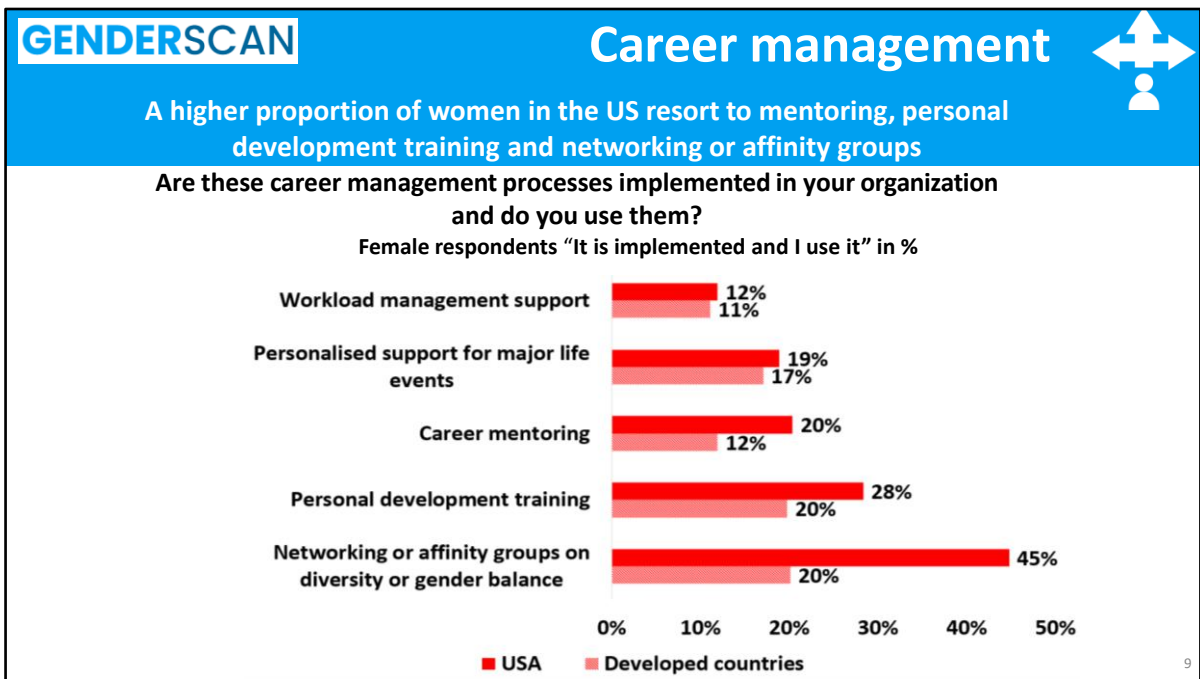 GENDERSCAN
Career management
A higher proportion of women in the US resort to mentoring, personal
development training and networking or affinity groups
Are these career management processes implemented in your organization
and do you use them?
Female respondents “It is implemented and I use it” in %
Workload management support
12%
11%
Personalised support for major life
events
19%
17%
Career mentoring
20%
12%
Personal development training
28%
20%
Networking or affinity groups on
diversity or gender balance
45%
20%
0% 10% 20% 30% 40% 50%
USA Developed countries
9